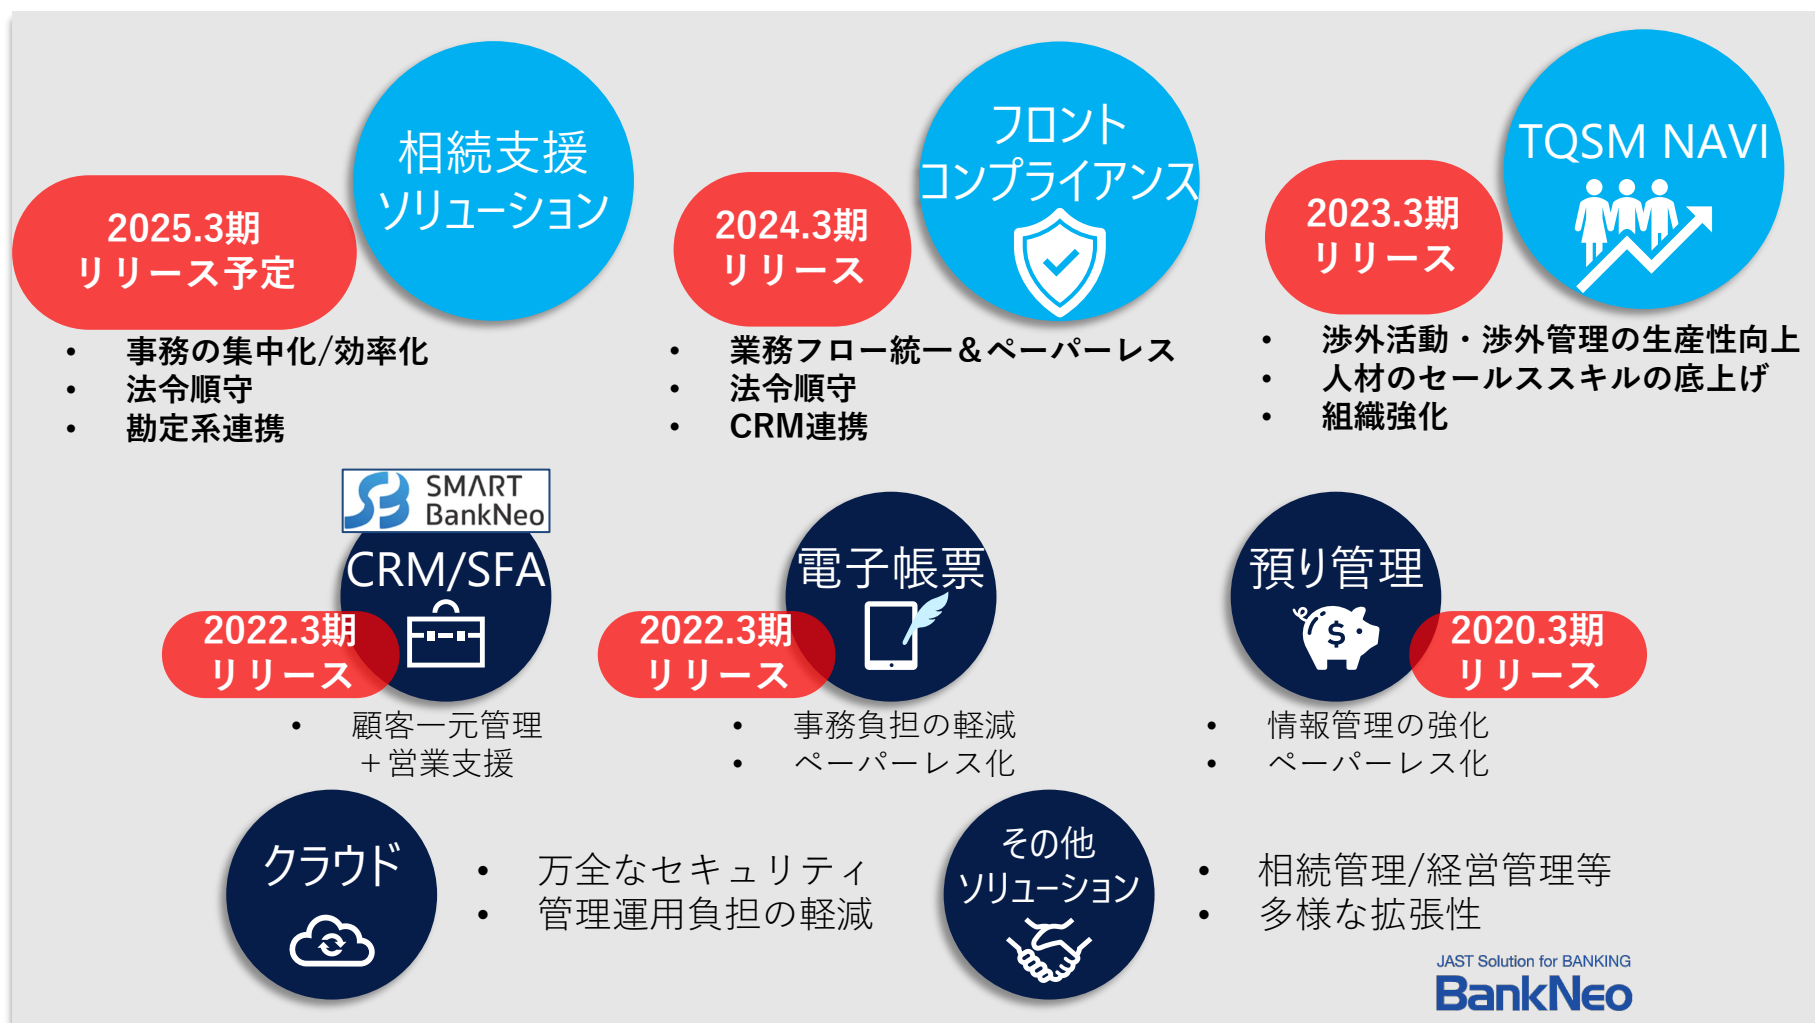 相続支援
ソリューション
2025.3期
リリース予定
• 事務の集中化/効率化
• 法令順守
• 勘定系連携
フロント
コンプライアンス
2024.3期
リリース
• 業務フロー統一＆ペーパーレス
• 法令順守
• CRM連携
TQSM NAVI
2023.3期
リリース
• 渉外活動・渉外管理の生産性向上
• 人材のセールススキルの底上げ
• 組織強化
SMART
BankNeo
CRM/SFA
2022.3期
リリース
• 顧客一元管理
＋営業支援
電子帳票
2022.3期
リリース
• 事務負担の軽減
• ペーパーレス化
預り管理
$
2020.3期
リリース
• 情報管理の強化
• ペーパーレス化
クラウド
• 万全なセキュリティ
• 管理運用負担の軽減
その他
ソリューション
• 相続管理/経営管理等
• 多様な拡張性
JAST Solution for BANKING
BankNeo